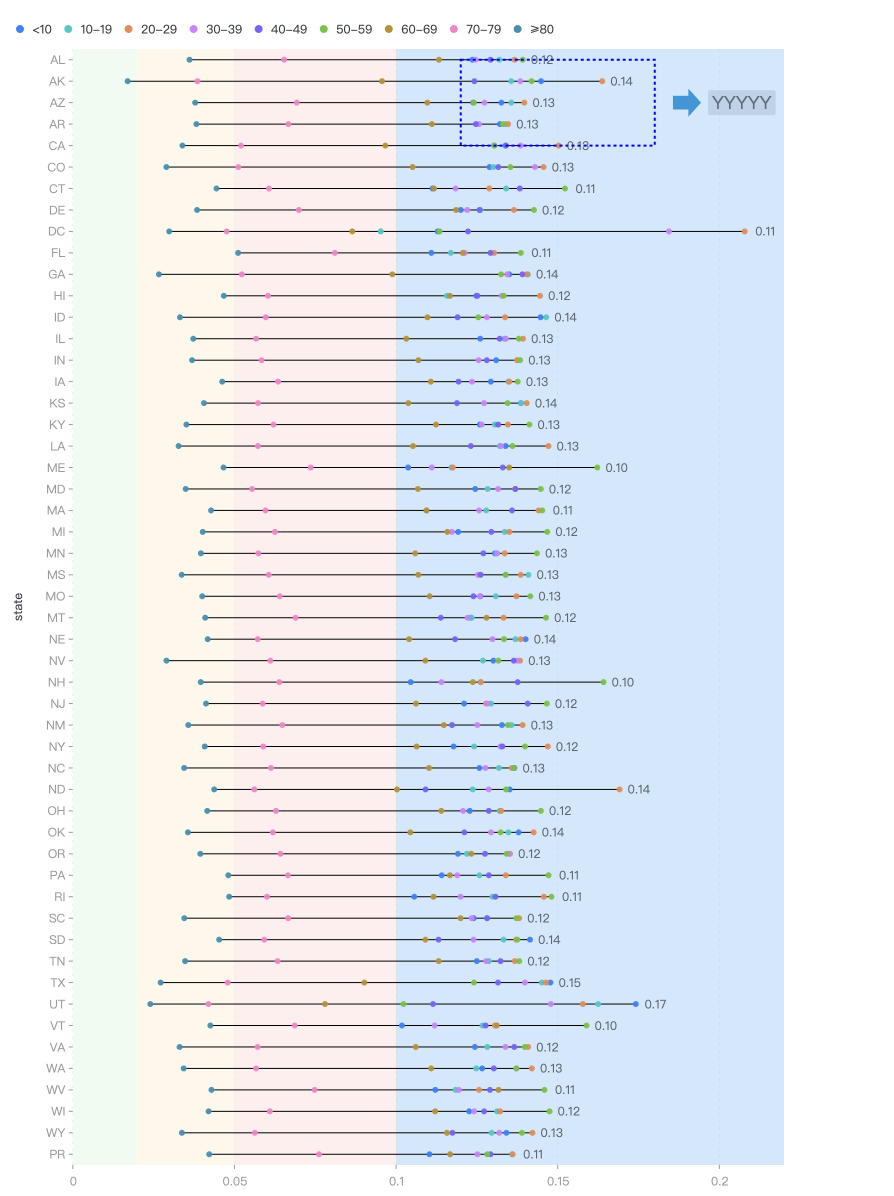 <10 10–19 20–29 30–39 40–49 50–59 60–69 70–79 ≥80
AL 0.12
AK 0.14
YYYYY
AZ 0.13
AR 0.13
CA 0.13
CO 0.13
CT 0.11
DE 0.12
DC 0.11
FL 0.11
GA 0.14
HI 0.12
ID 0.14
IL 0.13
IN 0.13
IA 0.13
KS 0.14
KY 0.13
LA 0.13
ME 0.10
MD 0.12
MA 0.11
MI 0.12
MN 0.13
MS 0.13
MO 0.13
state
MT 0.12
NE 0.14
NV 0.13
NH 0.10
NJ 0.12
NM 0.13
NY 0.12
NC 0.13
ND 0.14
OH 0.12
OK 0.14
OR 0.12
PA 0.11
RI 0.11
SC 0.12
SD 0.14
TN 0.12
TX 0.15
UT 0.17
VT 0.10
VA 0.12
WA 0.13
WV 0.11
WI 0.12
WY 0.13
PR 0.11
0 0.05 0.1 0.15 0.2